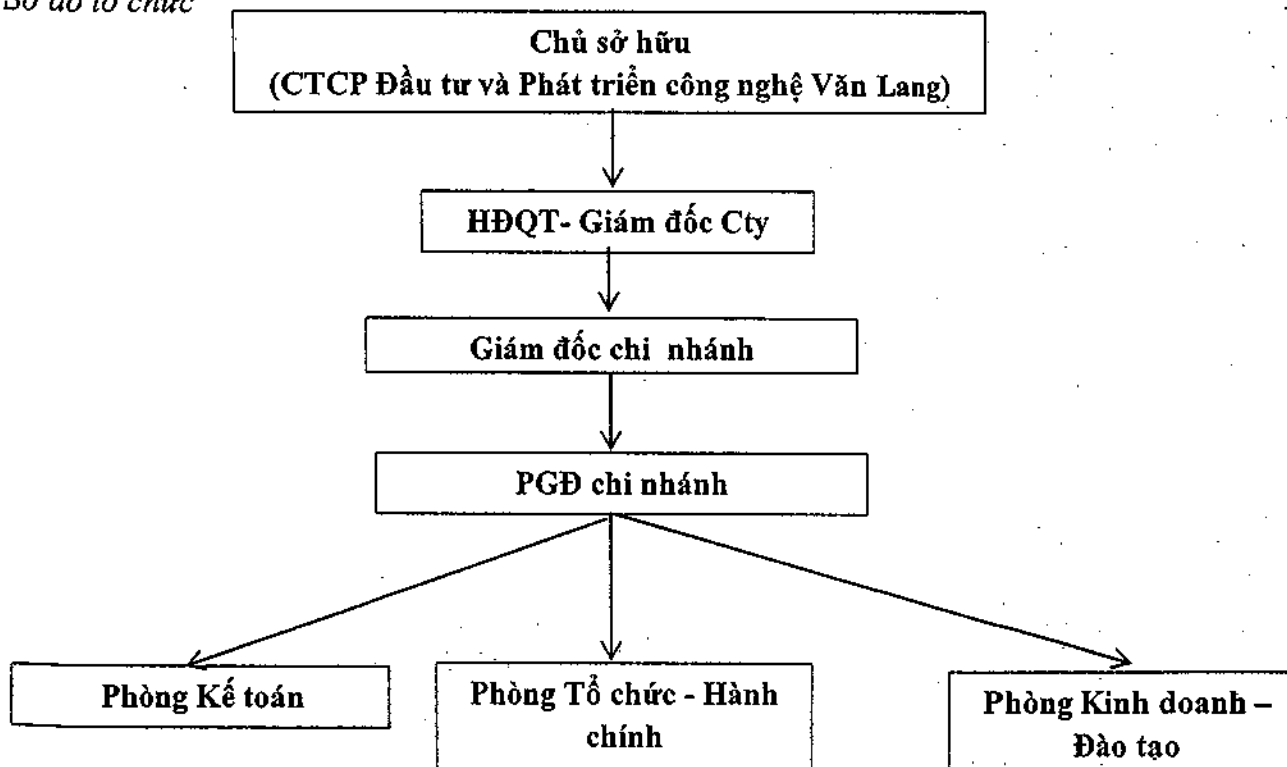 Sơ đồ tổ chức
Chủ sở hữu
(CTCP Đầu tư và Phát triển công nghệ Văn Lang)
HĐQT- Giám đốc Cty
Giám đốc chi nhánh
PGĐ chi nhánh
Phòng Kế toán
Phòng Tổ chức - Hành
chính
Phòng Kinh doanh –
Đào tạo